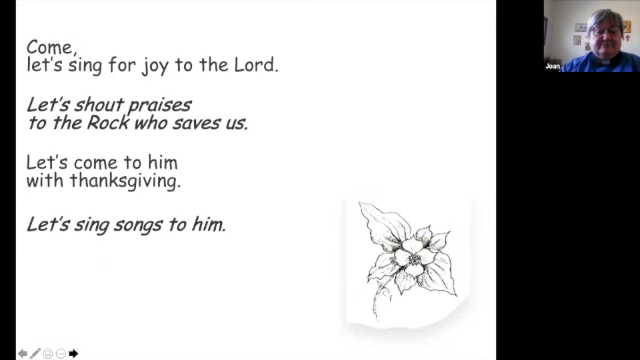 Come,
let's sing for joy to the Lord.
Let's shout praises
to the Rock who saves us.
Let's come to him
with thanksgiving.
Let's sing songs to him.
Joan